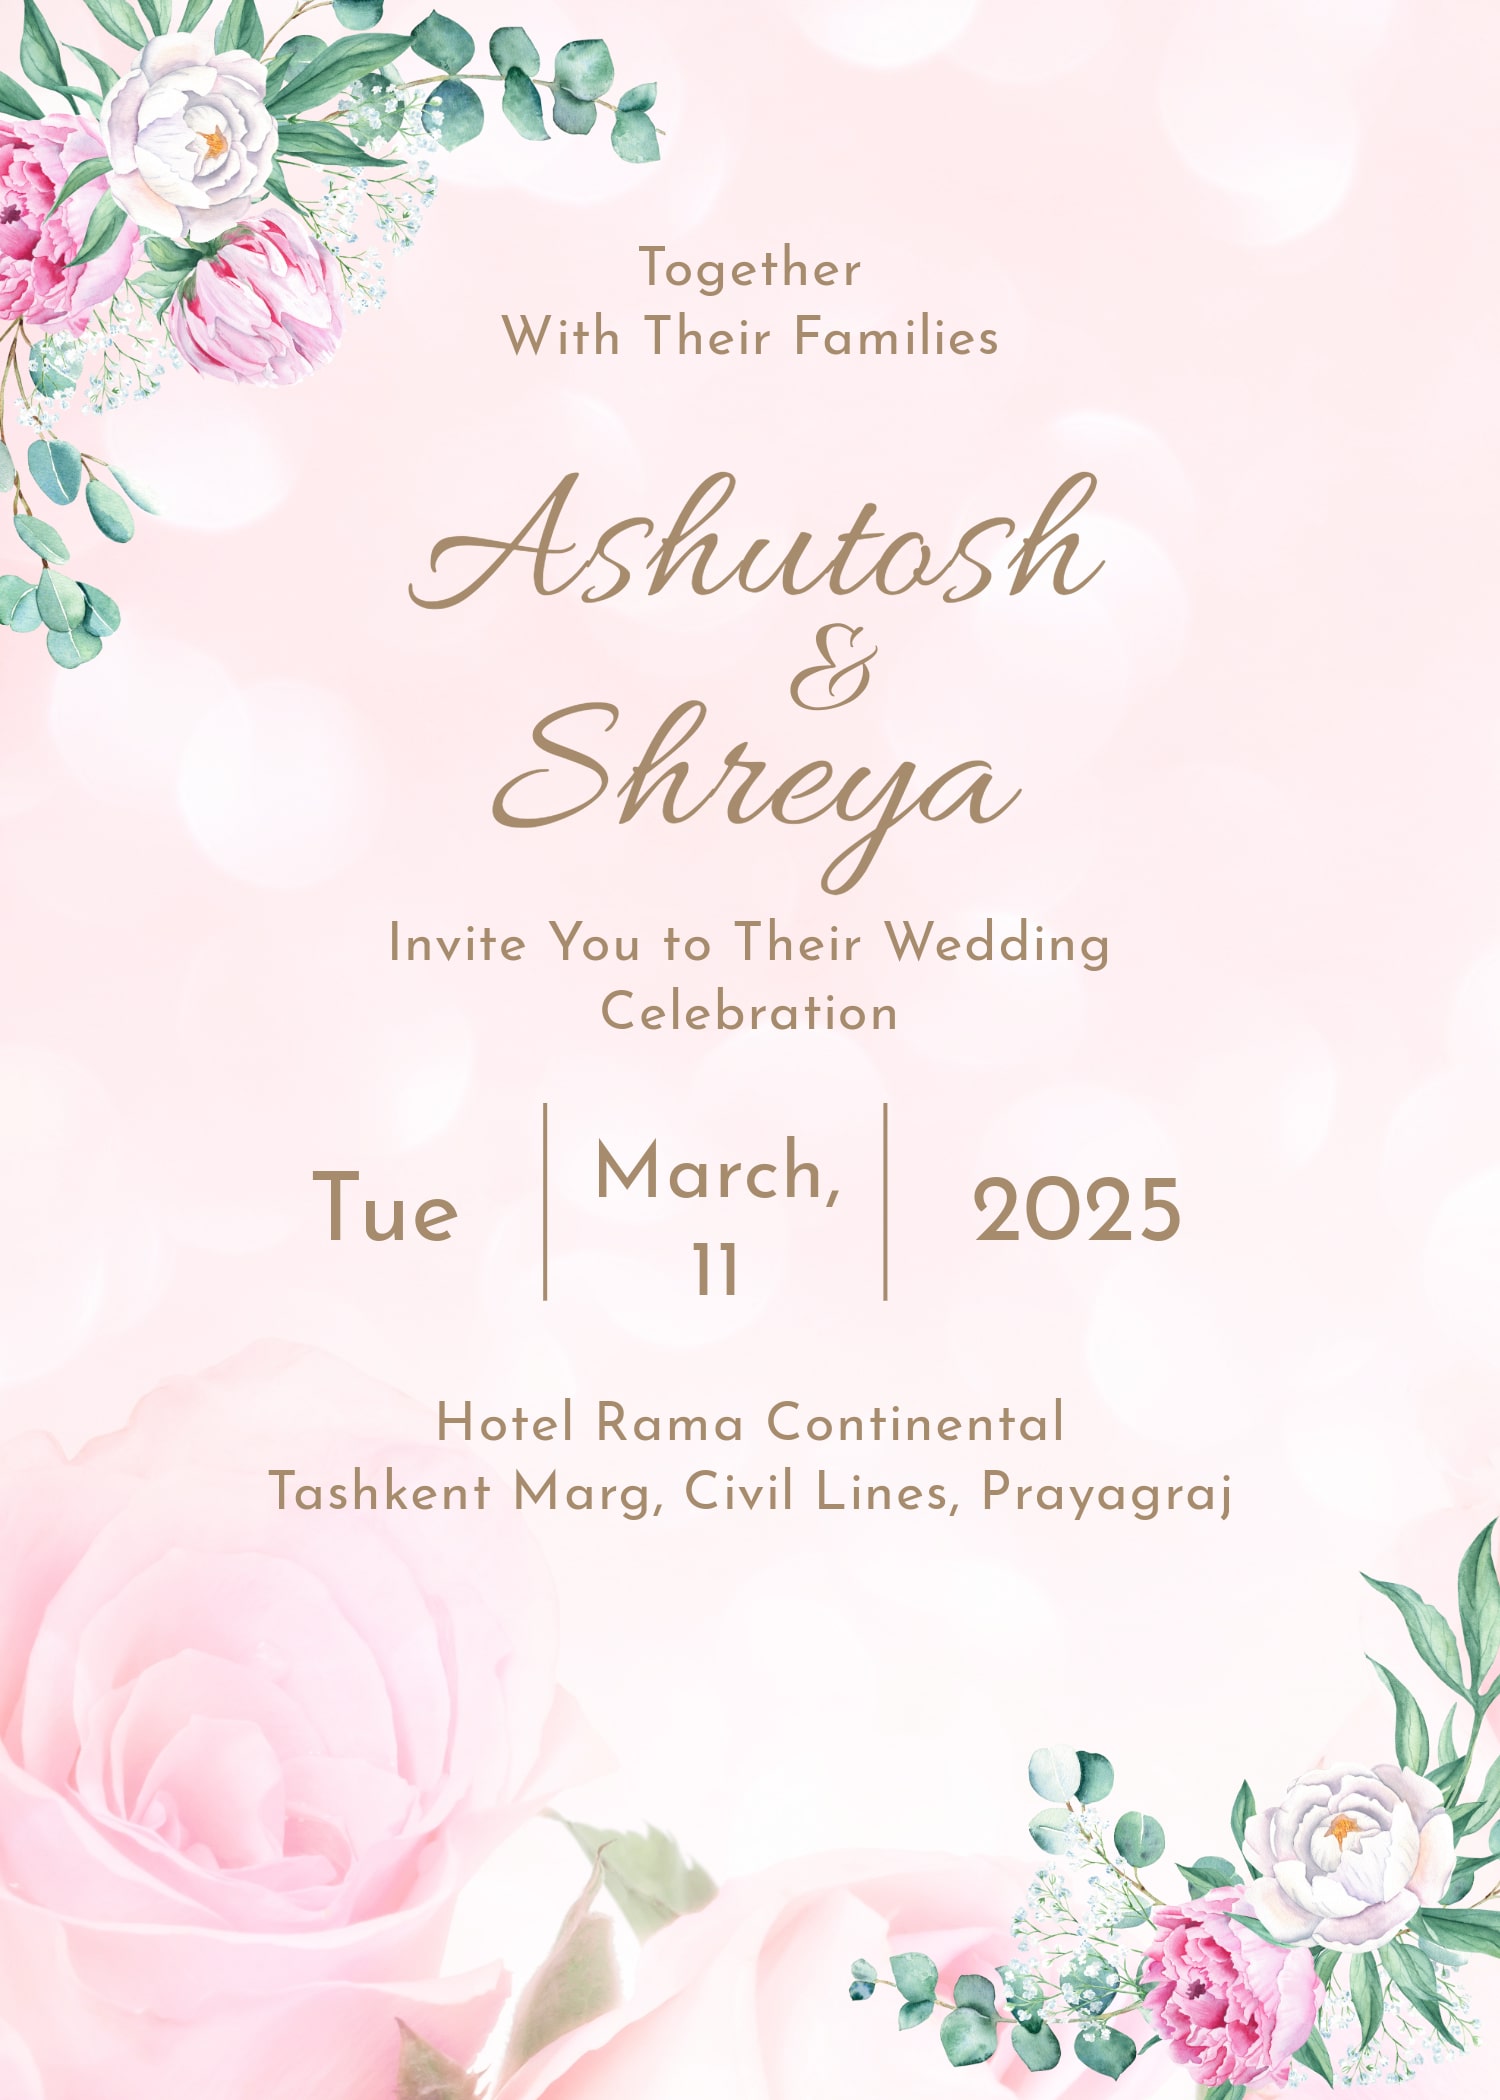 Together
With Their Families
Ashutosh
&
Shreya
Invite You to Their Wedding
Celebration
Tue
March,
11
2025
Hotel Rama Continental
Tashkent Marg, Civil Lines, Prayagraj